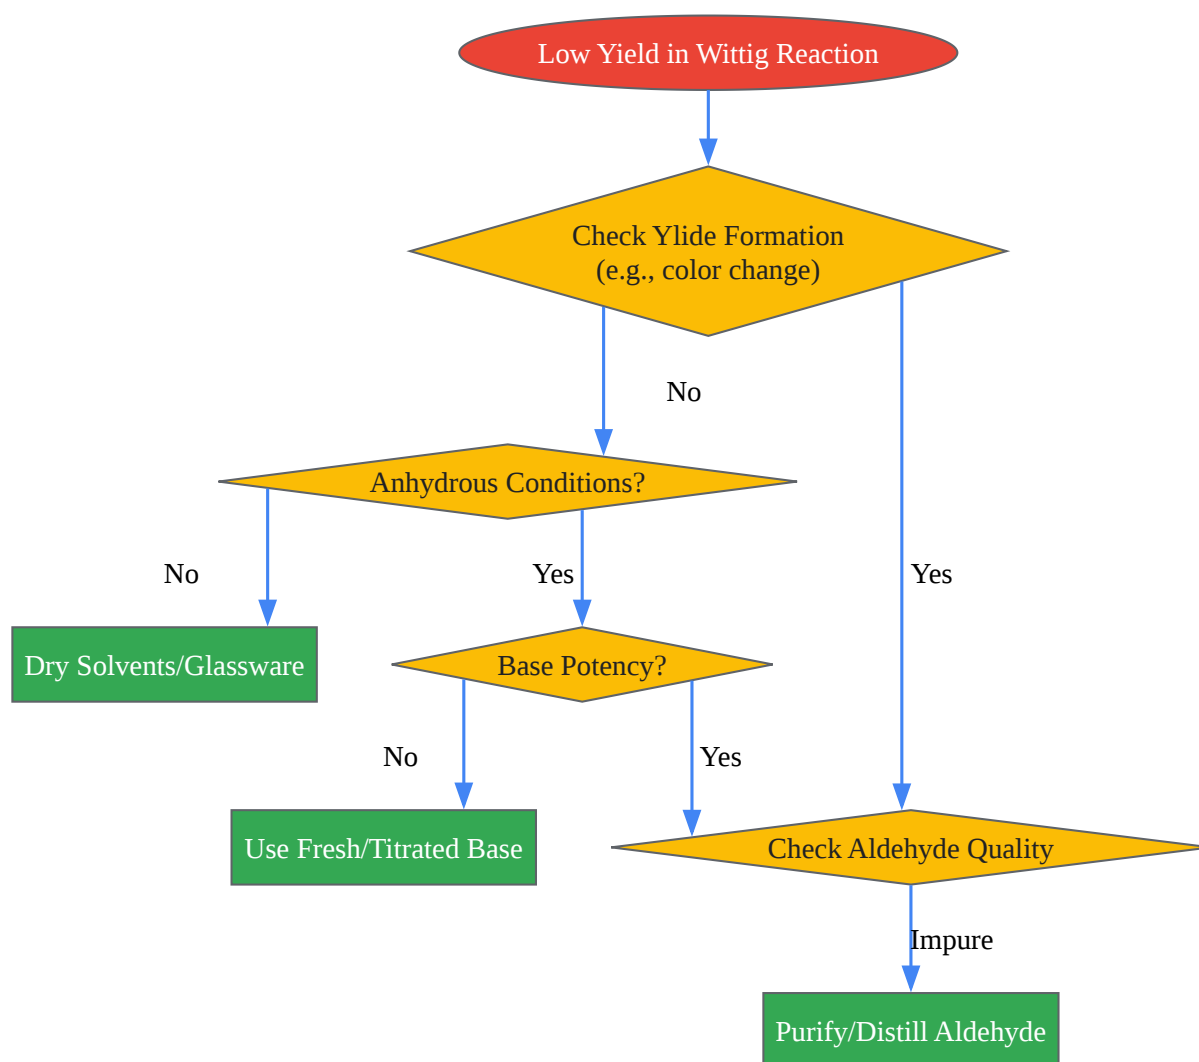 Low Yield in Wittig Reaction
Check Ylide Formation
(e.g., color change)
No
Anhydrous Conditions?
No
Yes
Yes
Dry Solvents/Glassware
Base Potency?
No
Yes
Use Fresh/Titrated Base
Check Aldehyde Quality
Impure
Purify/Distill Aldehyde